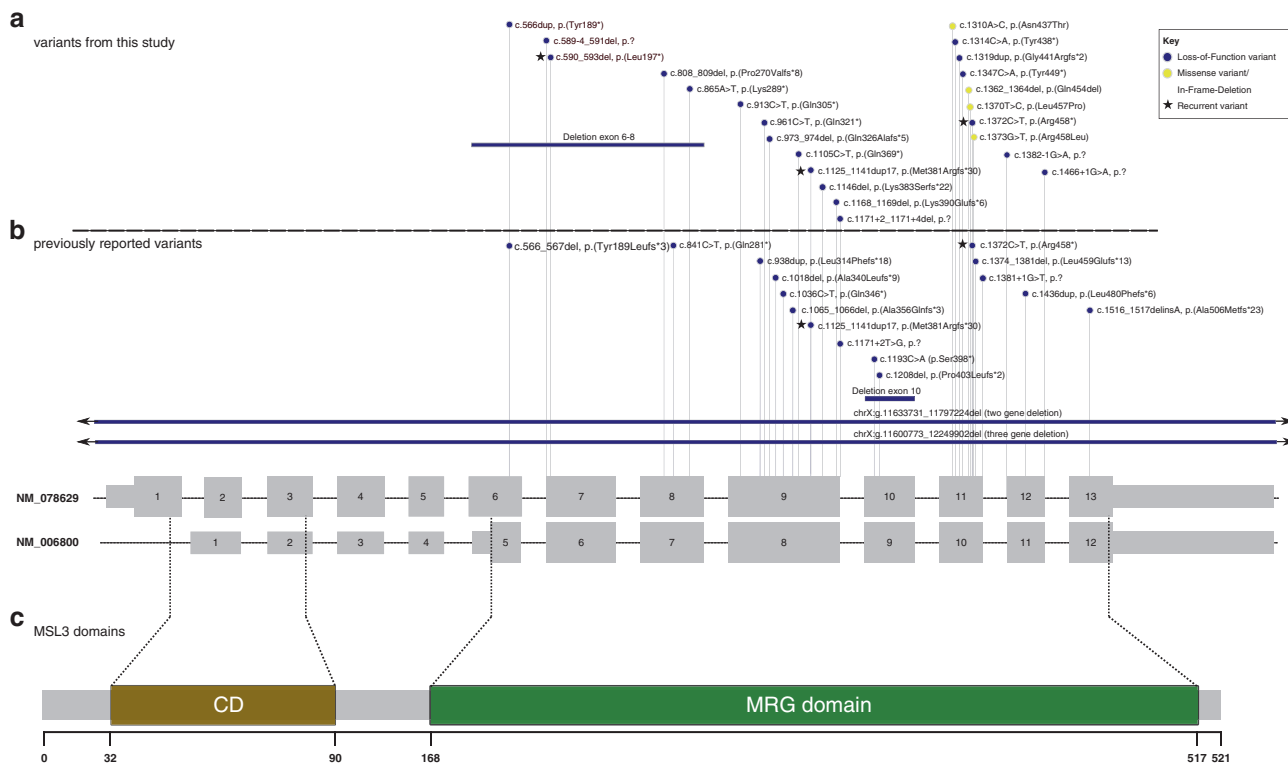 a
variants from this study
c.566dup, p.(Tyr189*)
c.589-4_591del, p.?
c.590_593del, p.(Leu197*)
c.808_809del, p.(Pro270Valfs*8)
c.865A>T, p.(Lys289*)
c.913C>T, p.(Gln305*)
c.961C>T, p.(Gln321*)
c.973_974del, p.(Gln326Alafs*5)
Deletion exon 6-8
c.1105C>T, p.(Gln369*)
c.1125_1141dup17, p.(Met381Argfs*30)
c.1146del, p.(Lys383Serfs*22)
c.1168_1169del, p.(Lys390Glufs*6)
c.1171+2_1171+4del, p.?
c.1310A>C, p.(Asn437Thr)
c.1314C>A, p.(Tyr438*)
c.1319dup, p.(Gly441Argfs*2)
c.1347C>A, p.(Tyr449*)
c.1362_1364del, p.(Gln454del)
c.1370T>C, p.(Leu457Pro)
c.1372C>T, p.(Arg458*)
c.1373G>T, p.(Arg458Leu)
c.1382-1G>A, p.?
c.1466+1G>A, p.?
Key
Loss-of-Function variant
Missense variant/
In-Frame-Deletion
Recurrent variant
b
previously reported variants
c.566_567del, p.(Tyr189Leufs*3)
c.841C>T, p.(Gln281*)
c.938dup, p.(Leu314Phefs*18)
c.1018del, p.(Ala340Leufs*9)
c.1036C>T, p.(Gln346*)
c.1065_1066del, p.(Ala356Glnfs*3)
c.1125_1141dup17, p.(Met381Argfs*30)
c.1171+2T>G, p.?
c.1193C>A (p.Ser398*)
c.1208del, p.(Pro403Leufs*2)
Deletion exon 10
c.1372C>T, p.(Arg458*)
c.1374_1381del, p.(Leu459Glufs*13)
c.1381+1G>T, p.?
c.1436dup, p.(Leu480Phefs*6)
c.1516_1517delinsA, p.(Ala506Metfs*23)
chrX:g.11633731_11797224del (two gene deletion)
chrX:g.11600773_12249902del (three gene deletion)
NM_078629 1 2 3 4 5 6 7 8 9 10 11 12 13
NM_006800 1 2 3 4 5 6 7 8 9 10 11 12
c
MSL3 domains
CD MRG domain
0 32 90 168 517 521